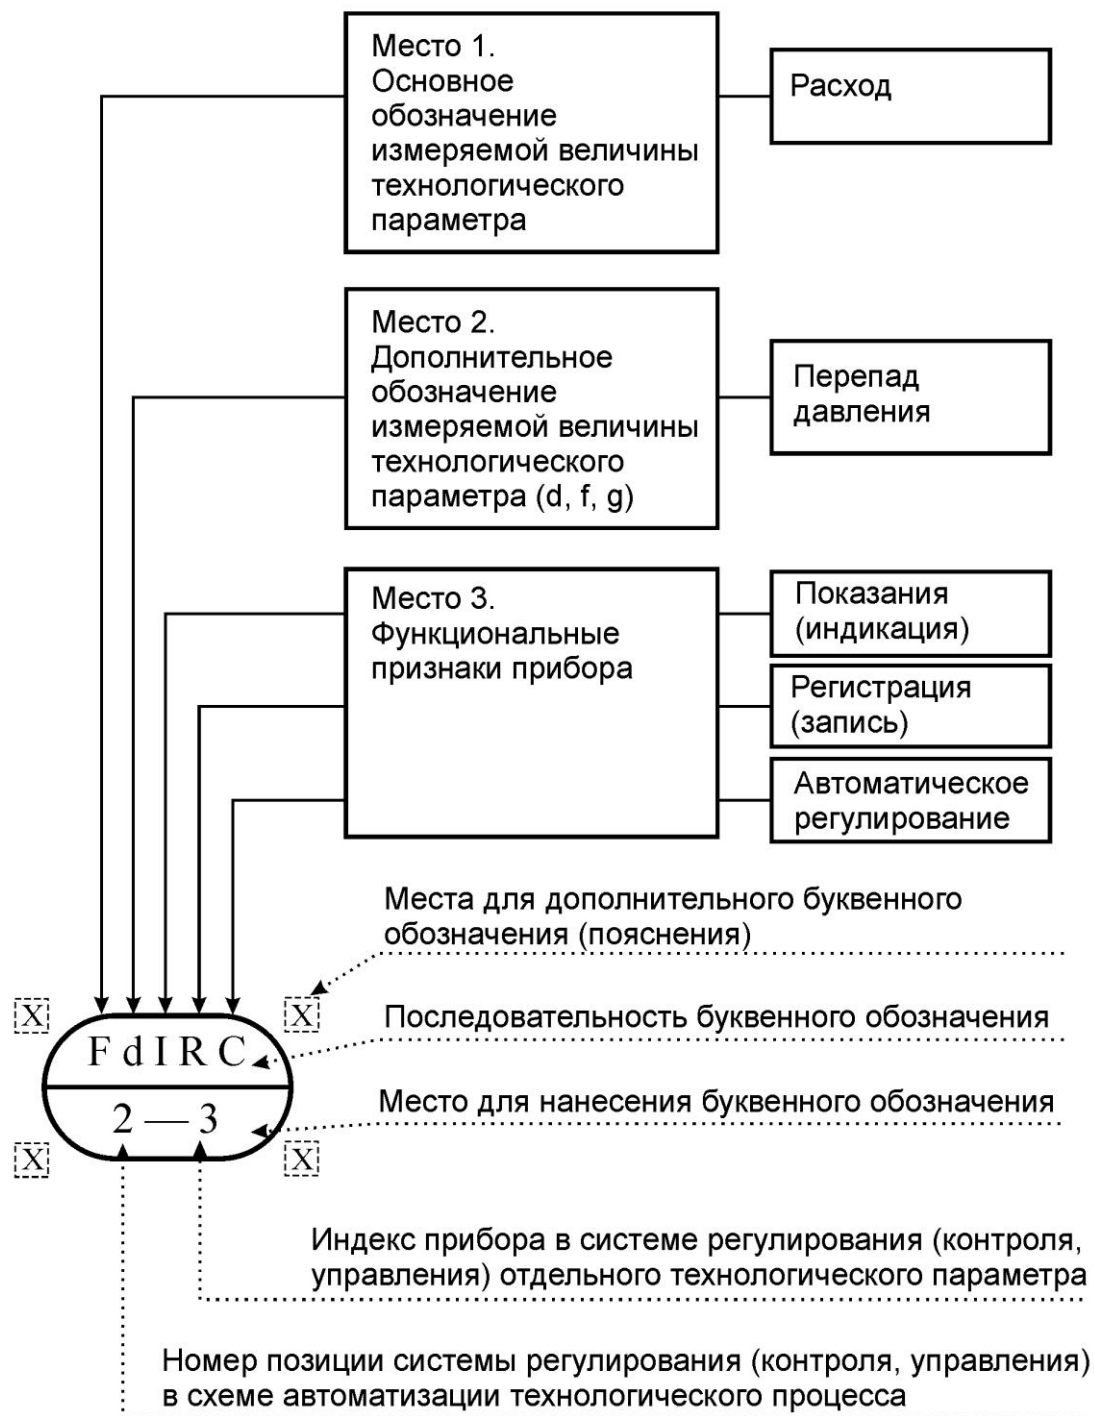 Место 1.
Основное
обозначение
измеряемой величины
технологического
параметра
Расход
Место 2.
Дополнительное
обозначение
измеряемой величины
технологического
параметра (d, f, g)
Перепад
давления
Место 3.
Функциональные
признаки прибора
Показания
(индикация)
Регистрация
(запись)
Автоматическое
регулирование
Места для дополнительного буквенного
обозначения (пояснения)
X
X
Последовательность буквенного обозначения
F d I R C
Место для нанесения буквенного обозначения
2 — 3
X
X
Индекс прибора в системе регулирования (контроля,
управления) отдельного технологического параметра
Номер позиции системы регулирования (контроля, управления)
в схеме автоматизации технологического процесса